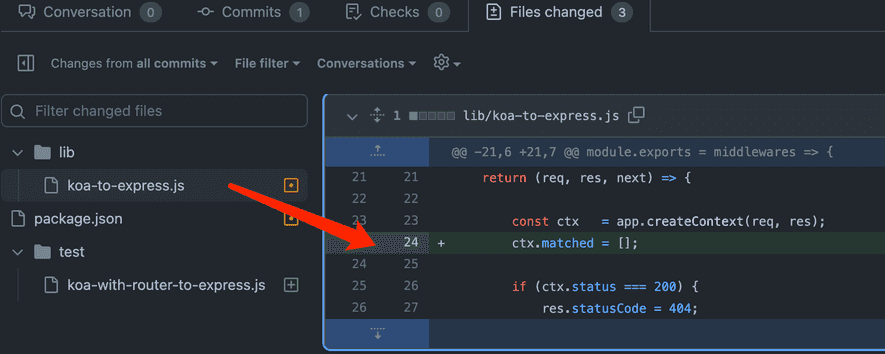 Conversation 0 Commits 1 Checks 0 Files changed 3
Changes from all commits File filter Conversations
Filter changed files
lib
koa-to-express.js
package.json
test
koa-with-router-to-express.js
1 lib/koa-to-express.js
@@ -21,6 +21,7 @@ module.exports = middlewares => {
21 21 return (req, res, next) => {
22 22
23 23 const ctx = app.createContext(req, res);
24 + ctx.matched = [];
24 25
25 26 if (ctx.status === 200) {
26 27 res.statusCode = 404;